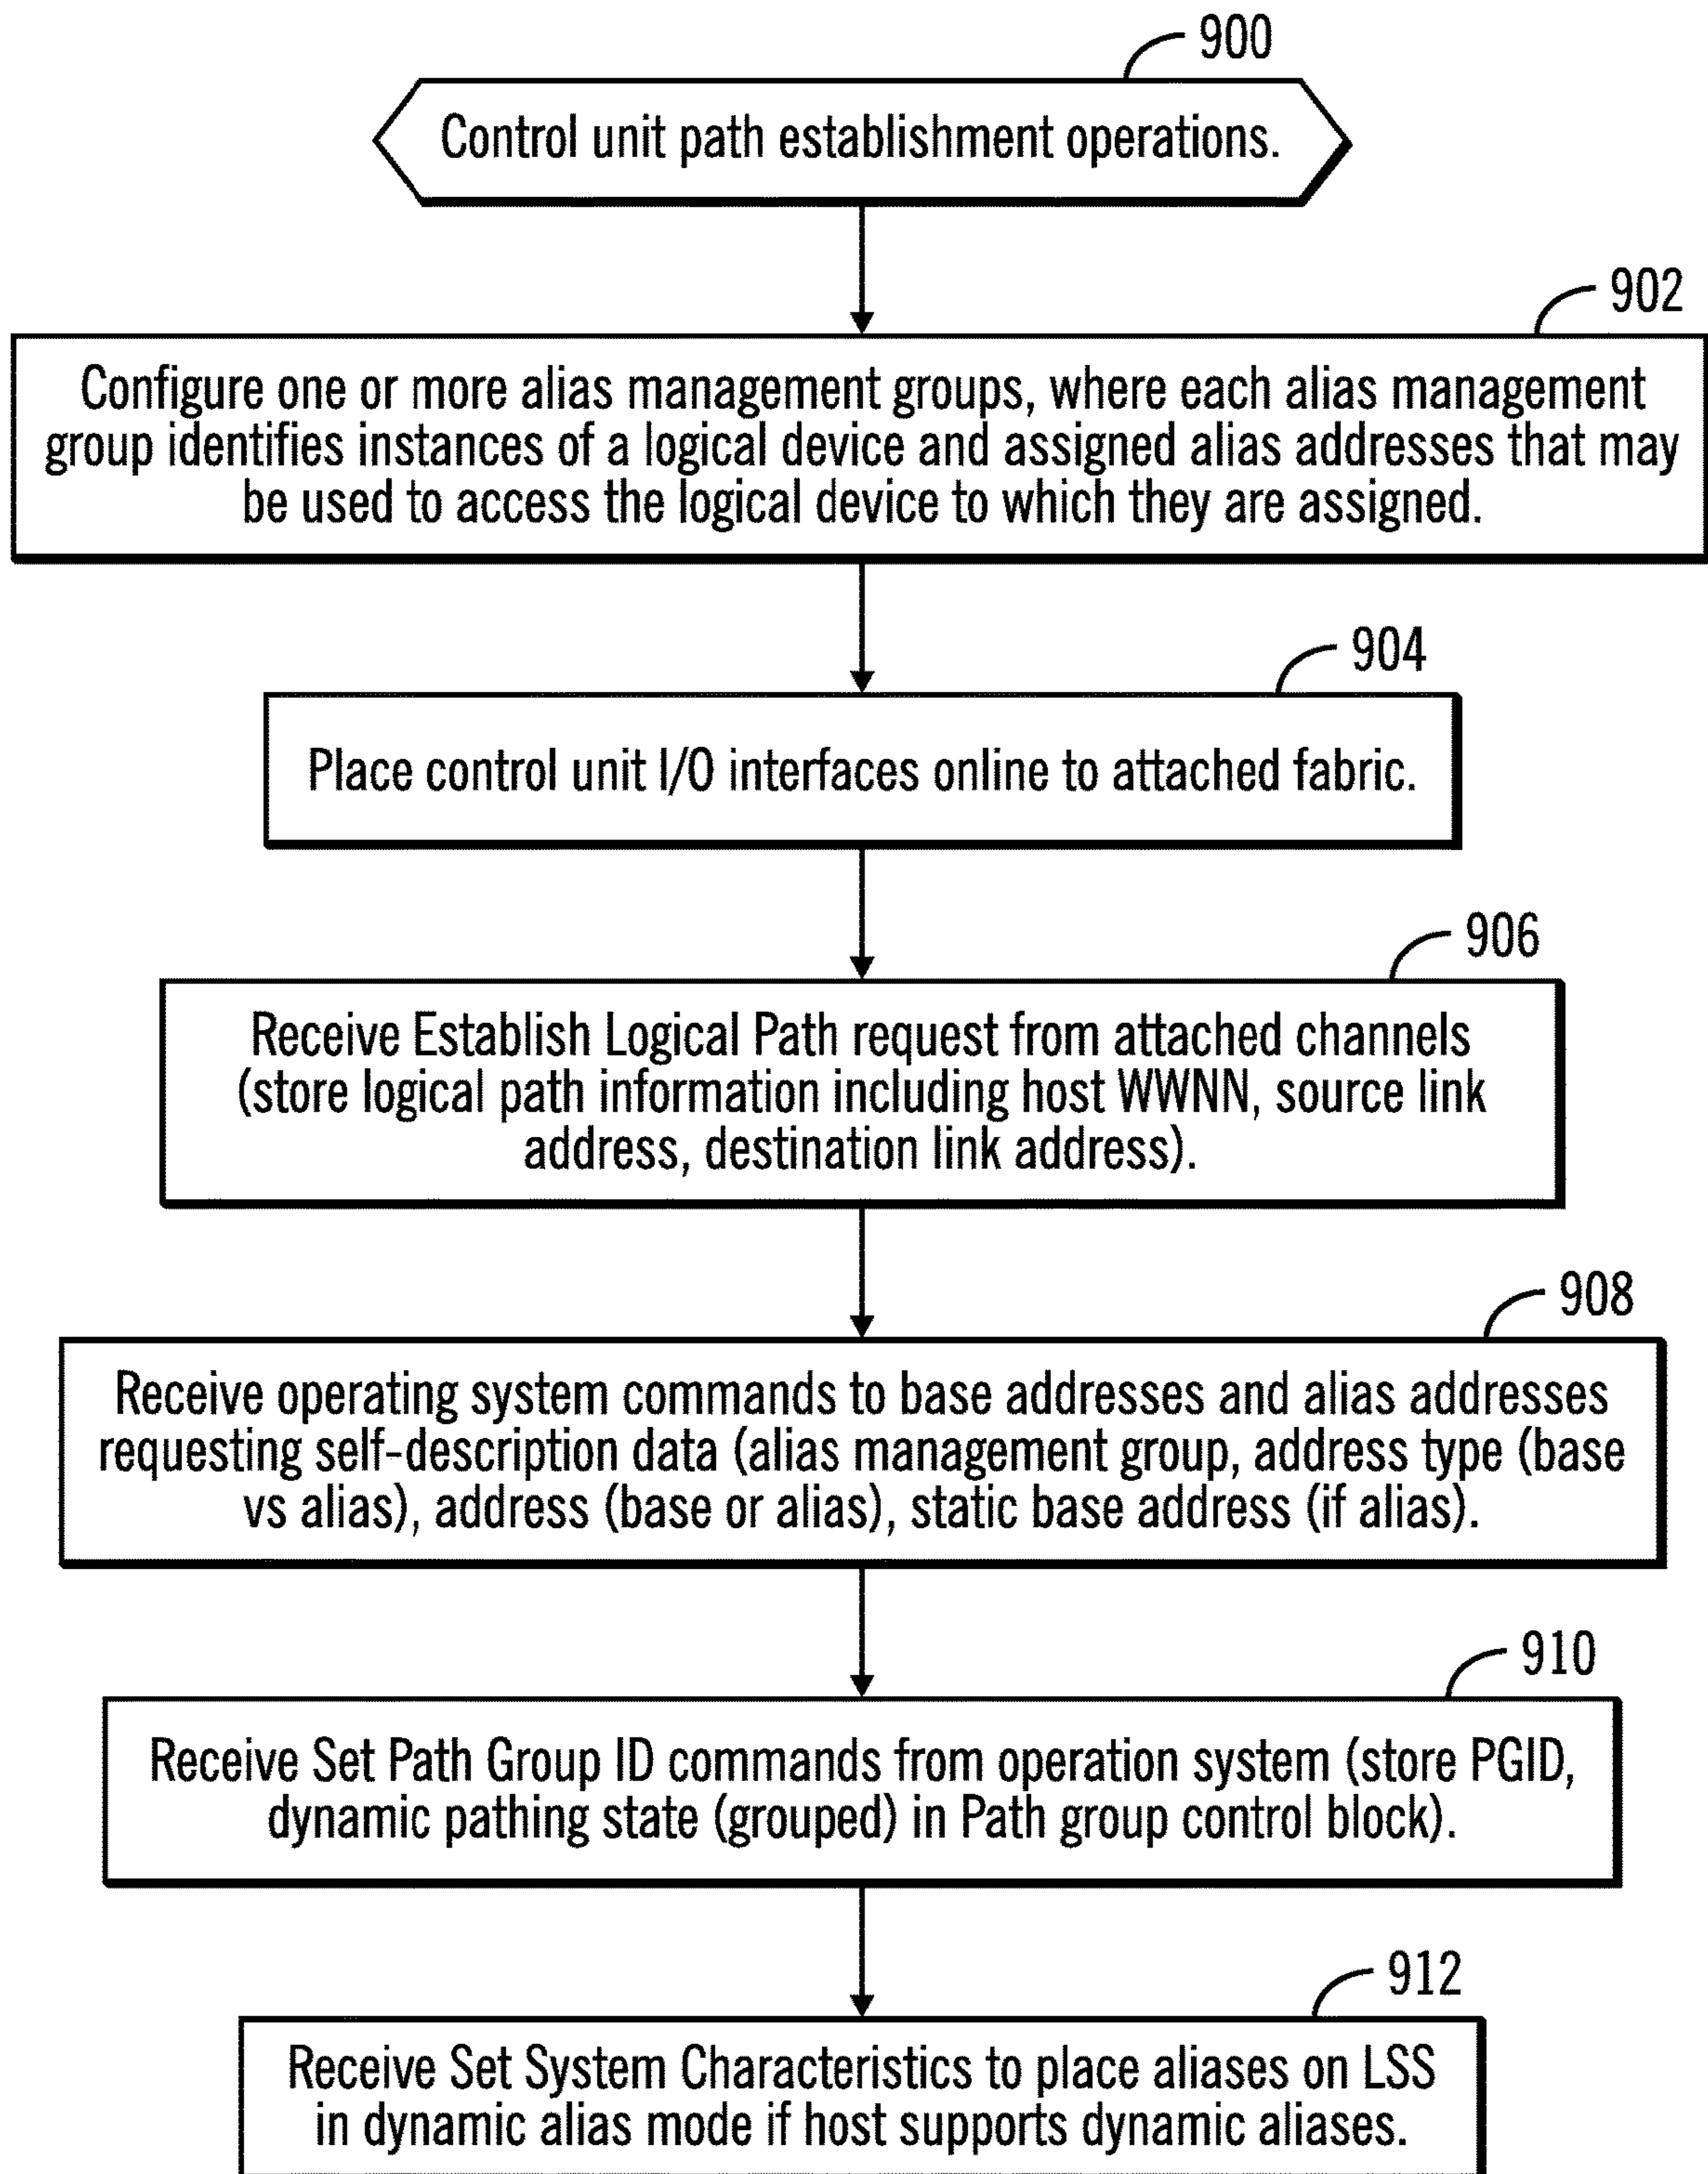 900
Control unit path establishment operations.
902
Configure one or more alias management groups, where each alias management
group identifies instances of a logical device and assigned alias addresses that may
be used to access the logical device to which they are assigned.
904
Place control unit I/O interfaces online to attached fabric.
906
Receive Establish Logical Path request from attached channels
(store logical path information including host WWNN, source link
address, destination link address).
908
Receive operating system commands to base addresses and alias addresses
requesting self-description data (alias management group, address type (base
vs alias), address (base or alias), static base address (if alias).
910
Receive Set Path Group ID commands from operation system (store PGID,
dynamic pathing state (grouped) in Path group control block).
912
Receive Set System Characteristics to place aliases on LSS
in dynamic alias mode if host supports dynamic aliases.